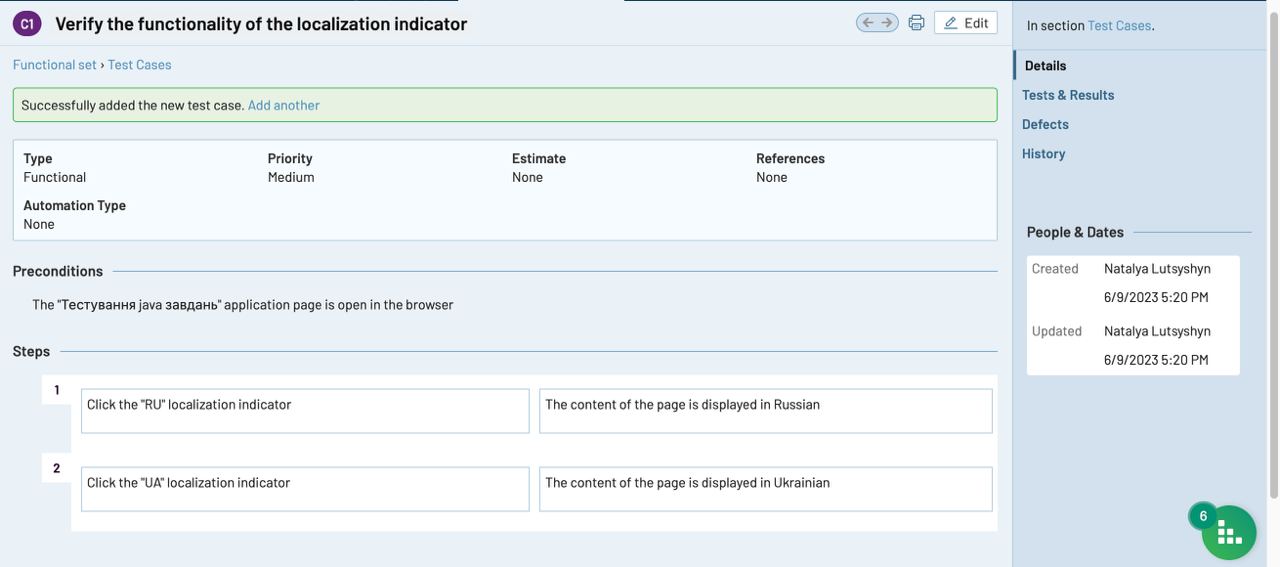 C1 Verify the functionality of the localization indicator
Edit
Functional set › Test Cases
Successfully added the new test case. Add another
Type Priority Estimate References
Functional Medium None None
Automation Type
None
Preconditions
The "Тестування java завдань" application page is open in the browser
Steps
1
Click the "RU" localization indicator
The content of the page is displayed in Russian
2
Click the "UA" localization indicator
The content of the page is displayed in Ukrainian
In section Test Cases.
Details
Tests & Results
Defects
History
People & Dates
Created Natalya Lutsyshyn
6/9/2023 5:20 PM
Updated Natalya Lutsyshyn
6/9/2023 5:20 PM
6